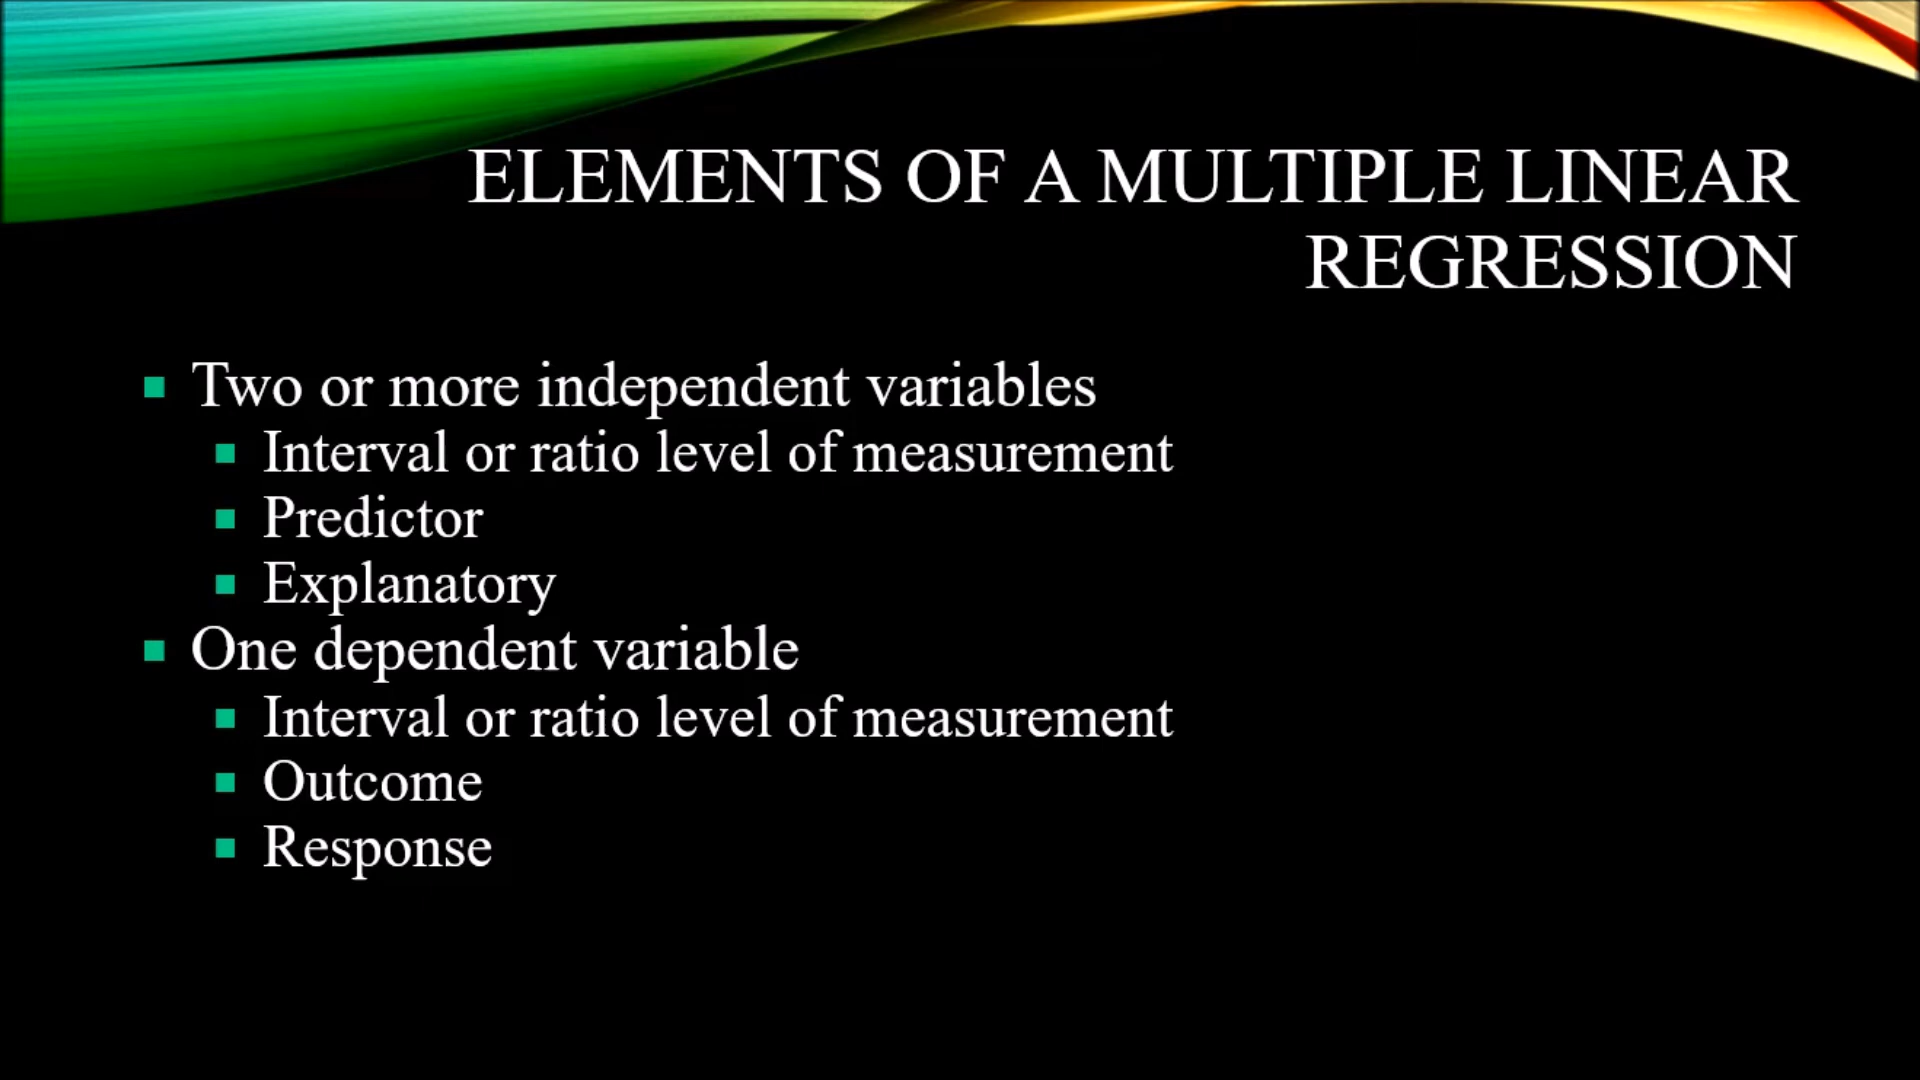 ELEMENTS OF A MULTIPLE LINEAR
REGRESSION
Two or more independent variables
Interval or ratio level of measurement
Predictor
Explanatory
One dependent variable
Interval or ratio level of measurement
Outcome
Response